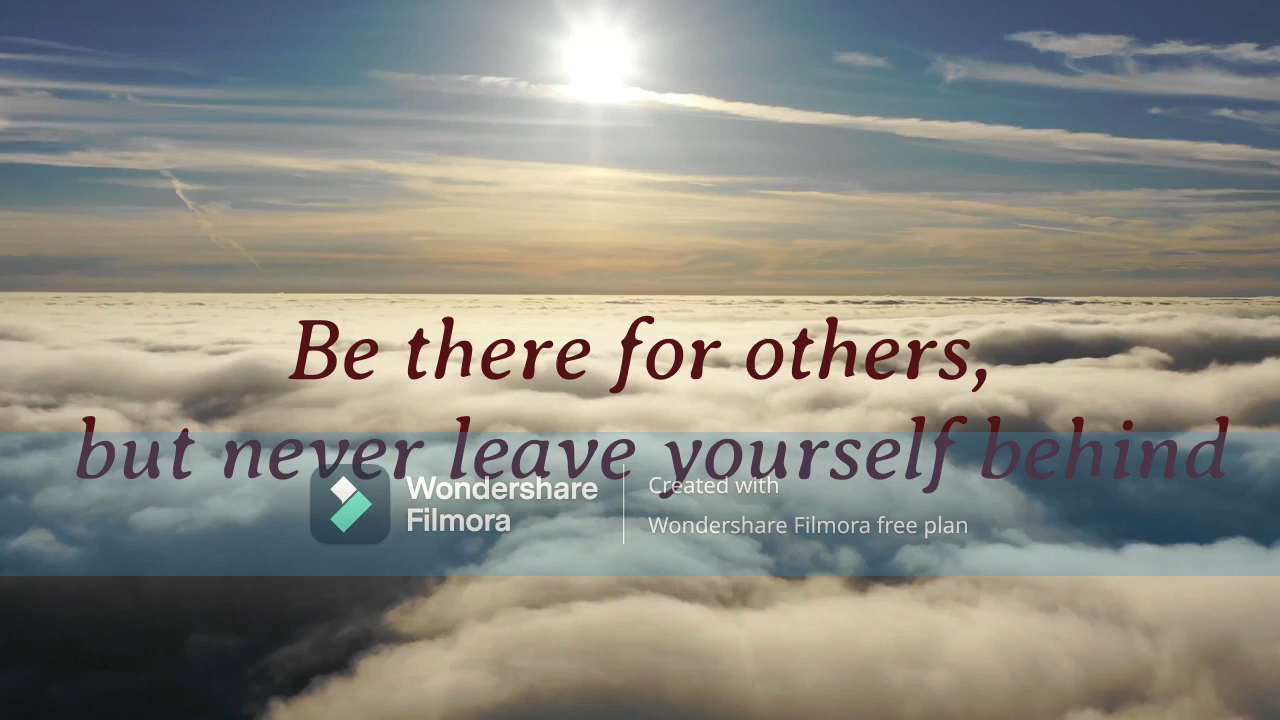 Be there for others,
but never leave yourself behind
Wondershare
Filmora
Created with
Wondershare Filmora free plan